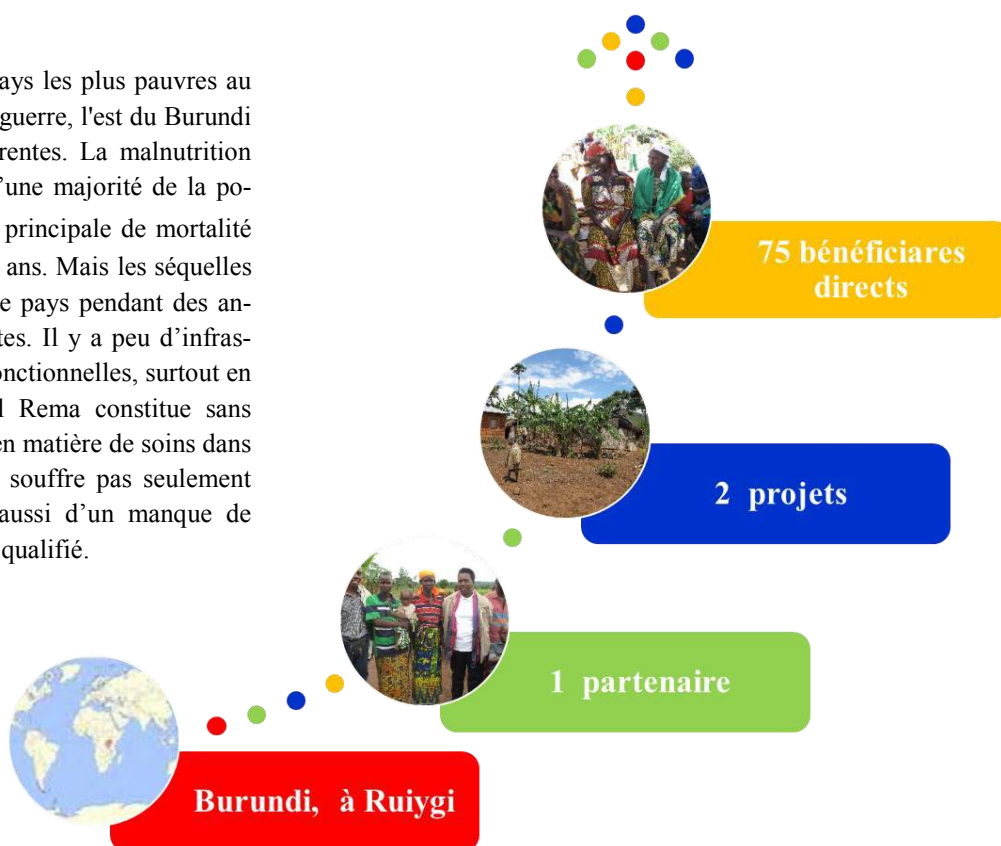 ays les plus pauvres au
guerre, l'est du Burundi
rentes. La malnutrition
'une majorité de la po-
principale de mortalité
ans. Mais les séquelles
e pays pendant des an-
tes. Il y a peu d'infras-
onctionnelles, surtout en
l Rema constitue sans
en matière de soins dans
souffre pas seulement
aussi d'un manque de
qualifié.
75 bénéficiares
directs
2 projets
1 partenaire
Burundi, à Ruiygi